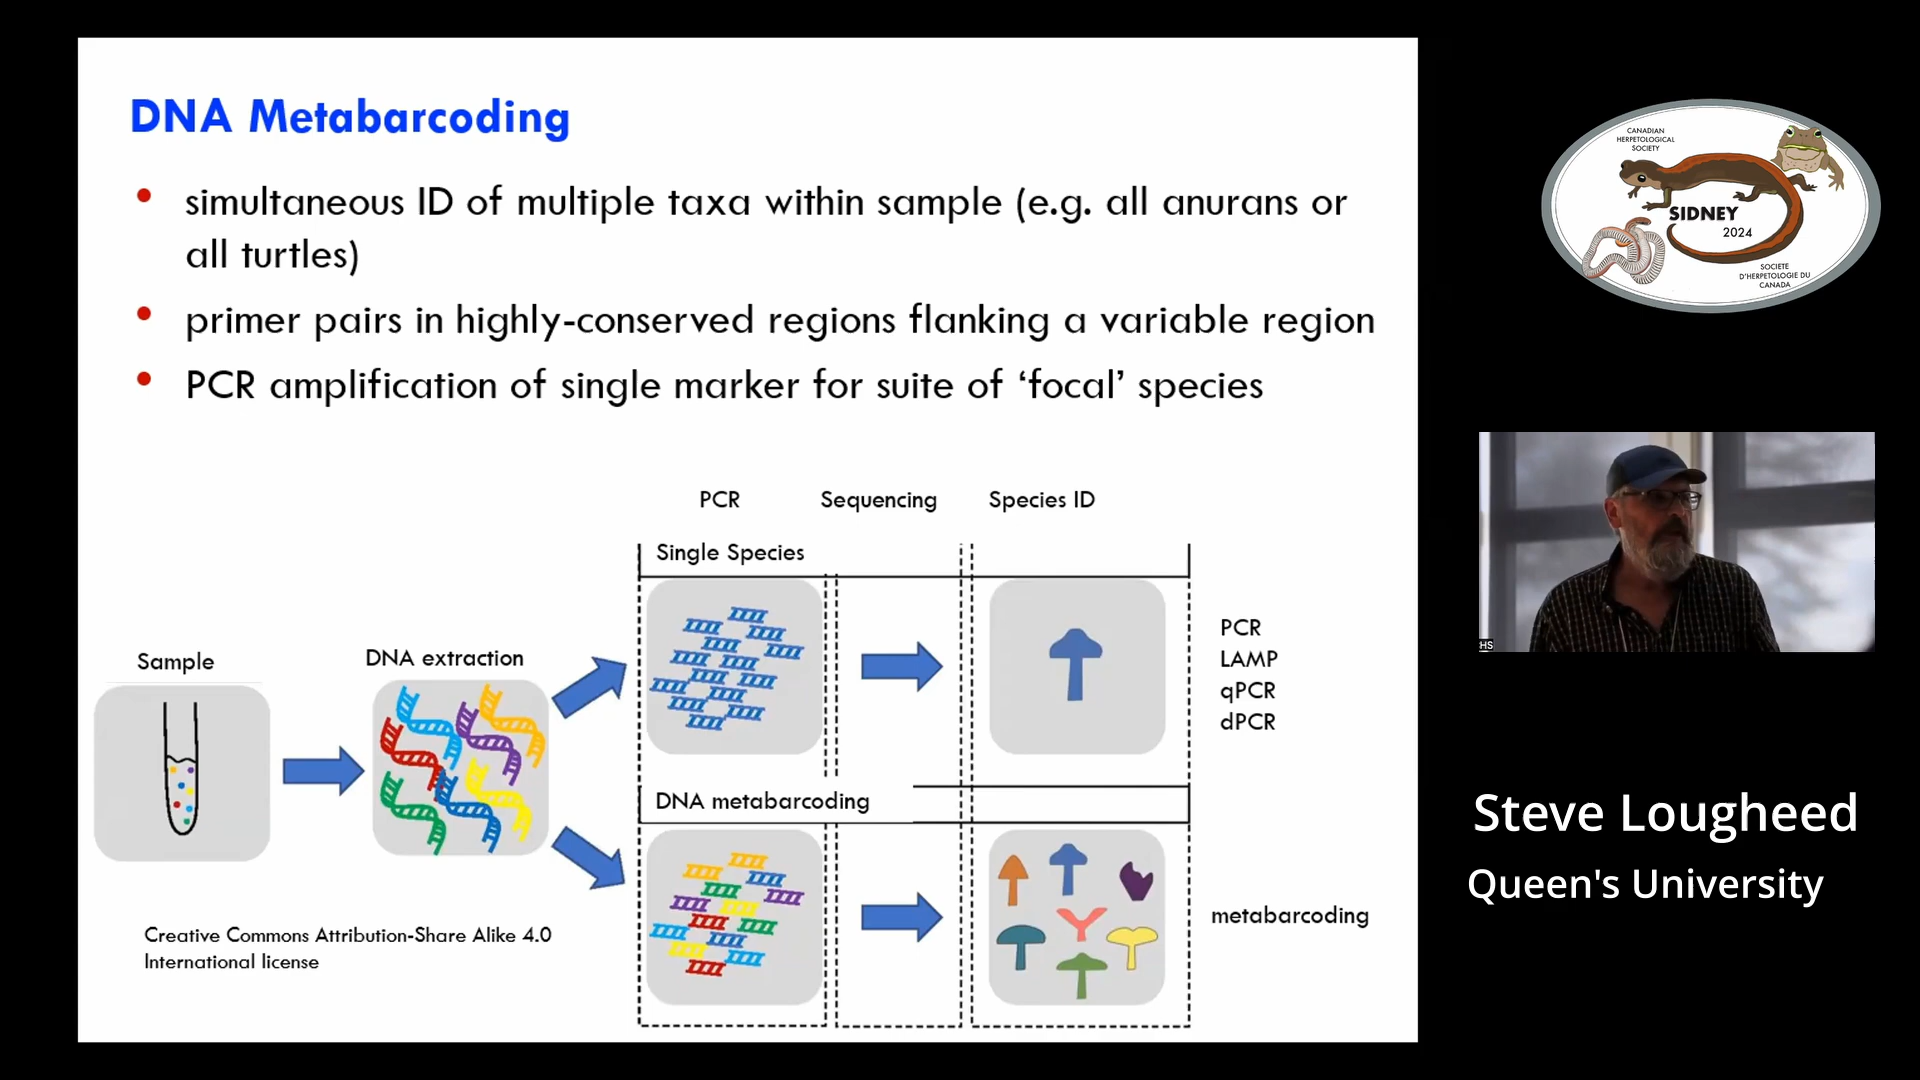 DNA Metabarcoding
• simultaneous ID of multiple taxa within sample (e.g. all anurans or
all turtles)
• primer pairs in highly-conserved regions flanking a variable region
• PCR amplification of single marker for suite of ‘focal’ species
PCR
Sequencing
Species ID
Single Species
Sample
DNA extraction
PCR
LAMP
qPCR
dPCR
DNA metabarcoding
metabarcoding
Creative Commons Attribution-Share Alike 4.0
International license
CANADIAN
HERPETOLOGICAL
SOCIETY
SIDNEY
2024
SOCIETE
D'HERPETOLOGIE DU
CANADA
HS
Steve Lougheed
Queen's University